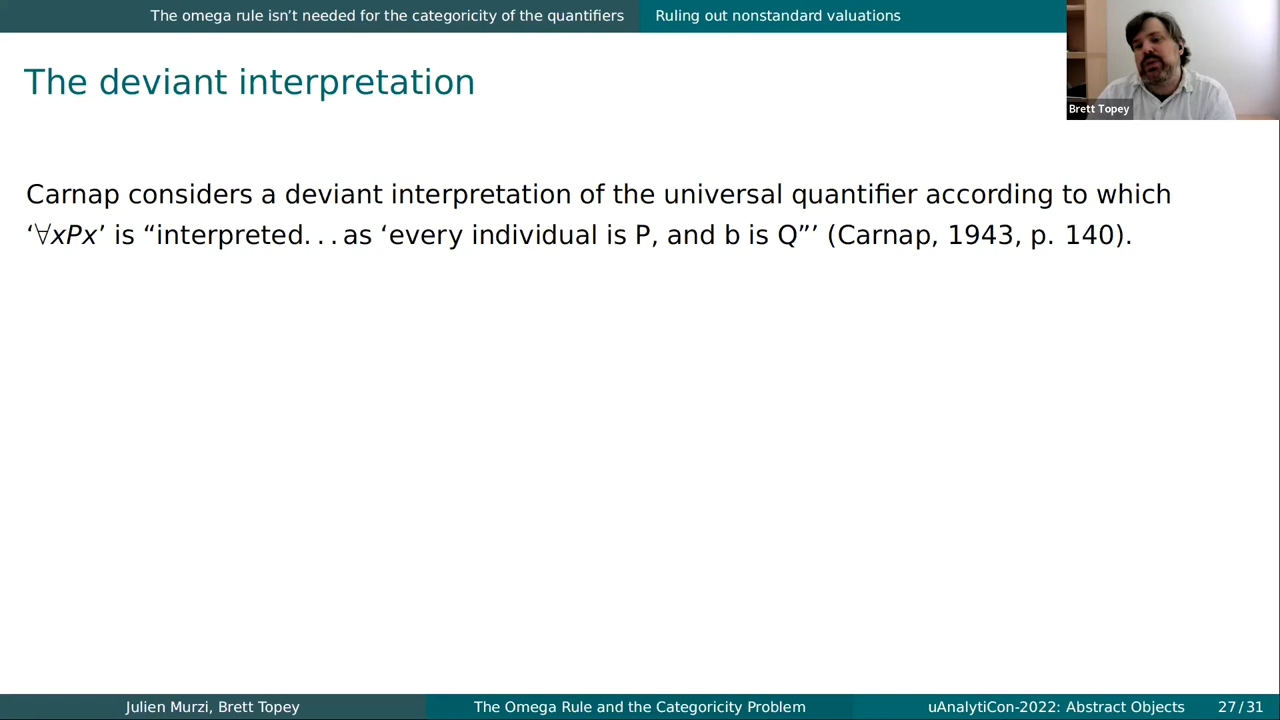 The omega rule isn’t needed for the categoricity of the quantifiers Ruling out nonstandard valuations
The deviant interpretation
Brett Topey
Carnap considers a deviant interpretation of the universal quantifier according to which
‘∀xPx’ is “interpreted. . . as ‘every individual is P, and b is Q”’ (Carnap, 1943, p. 140).
Julien Murzi, Brett Topey The Omega Rule and the Categoricity Problem uAnalytiCon-2022: Abstract Objects 27 / 31